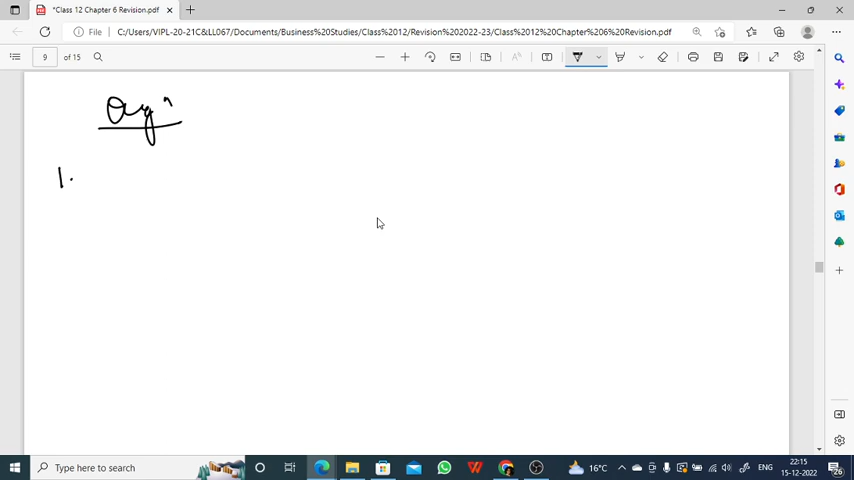 *Class 12 Chapter 6 Revision.pdf
File C:/Users/VIPL-20-21C&LL067/Documents/Business%20Studies/Class%2012/Revision%202022-23/Class%2012%20Chapter%206%20Revision.pdf
9 of 15
Orgⁿ
1.
Type here to search
16°C ENG 22:15
15-12-2022 26